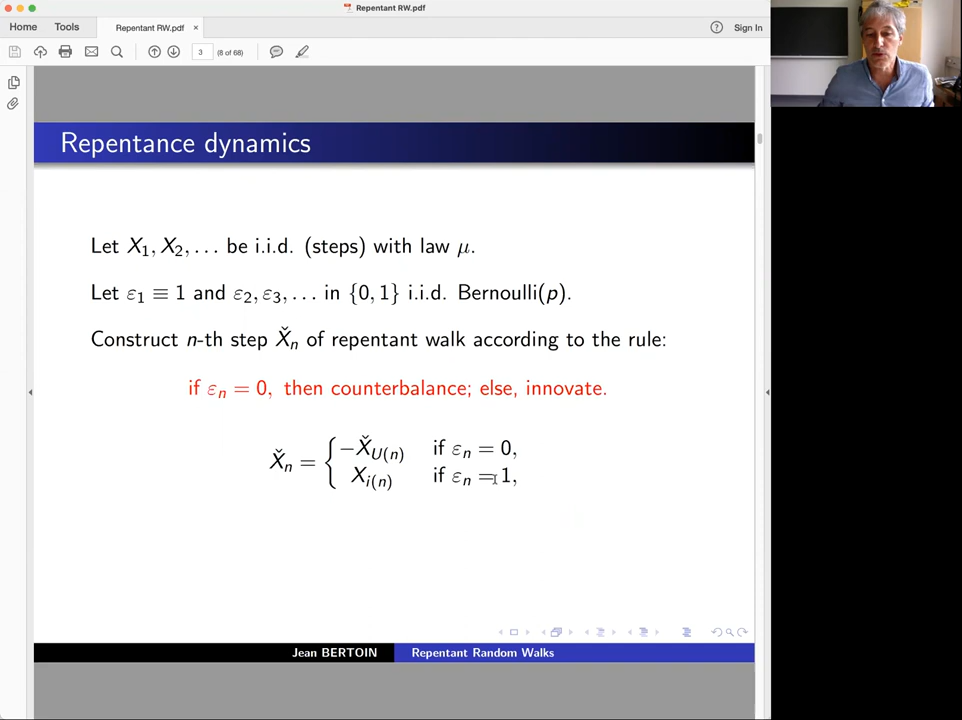 Repentant RW.pdf
Home Tools Repentant RW.pdf × Sign In
3 (8 of 68)
Repentance dynamics
Let X₁, X₂, . . . be i.i.d. (steps) with law μ.
Let ε₁ ≡ 1 and ε₂, ε₃, . . . in {0, 1} i.i.d. Bernoulli(p).
Construct n-th step X̌ₙ of repentant walk according to the rule:
if εₙ = 0, then counterbalance; else, innovate.
X̌ₙ = { −X̌_{U(n)} if εₙ = 0,
X_{i(n)} if εₙ = 1,
Jean BERTOIN Repentant Random Walks